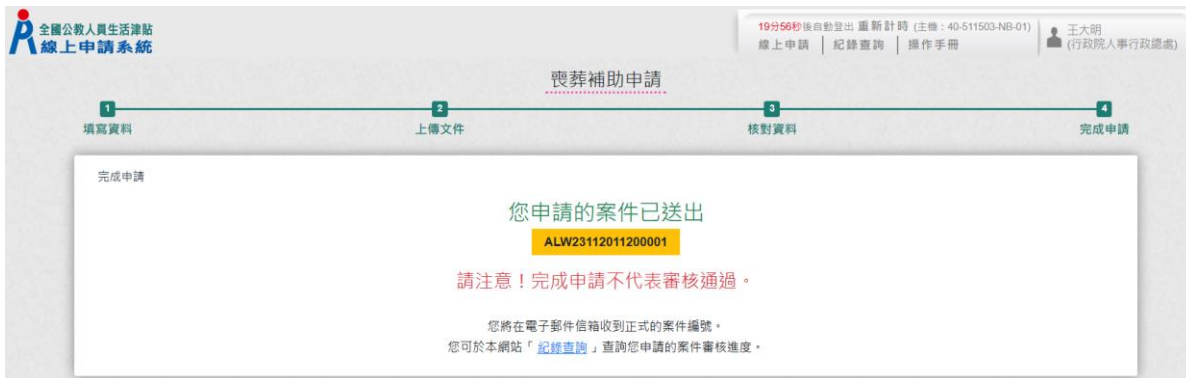 全國公教人員生活津貼
線上申請系統
19分56秒後自動登出 重新計時 (主機：40-511503-NB-01)
線上申請 │ 紀錄查詢 │ 操作手冊
王大明
(行政院人事行政總處)
喪葬補助申請
1 2 3 4
填寫資料 上傳文件 核對資料 完成申請
完成申請
您申請的案件已送出
ALW23112011200001
請注意！完成申請不代表審核通過。
您將在電子郵件信箱收到正式的案件編號。
您可於本網站「 紀錄查詢 」查詢您申請的案件審核進度。